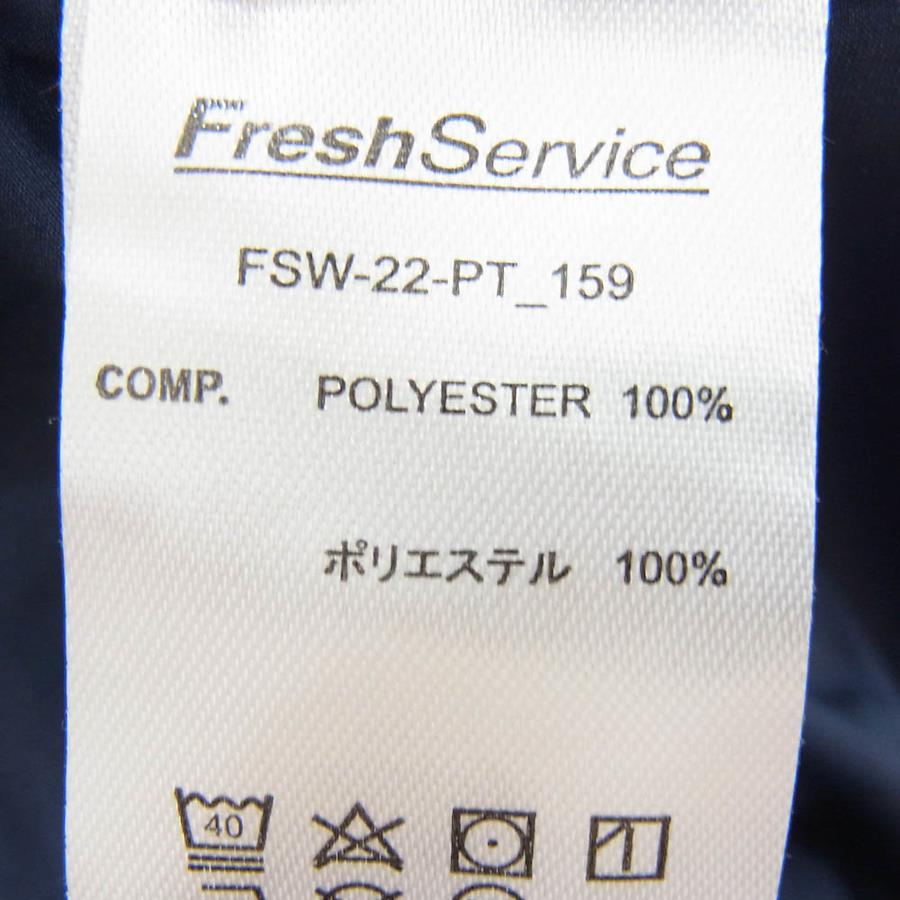 FreshService
FSW-22-PT_159
COMP. POLYESTER 100%
ポリエステル 100%
40